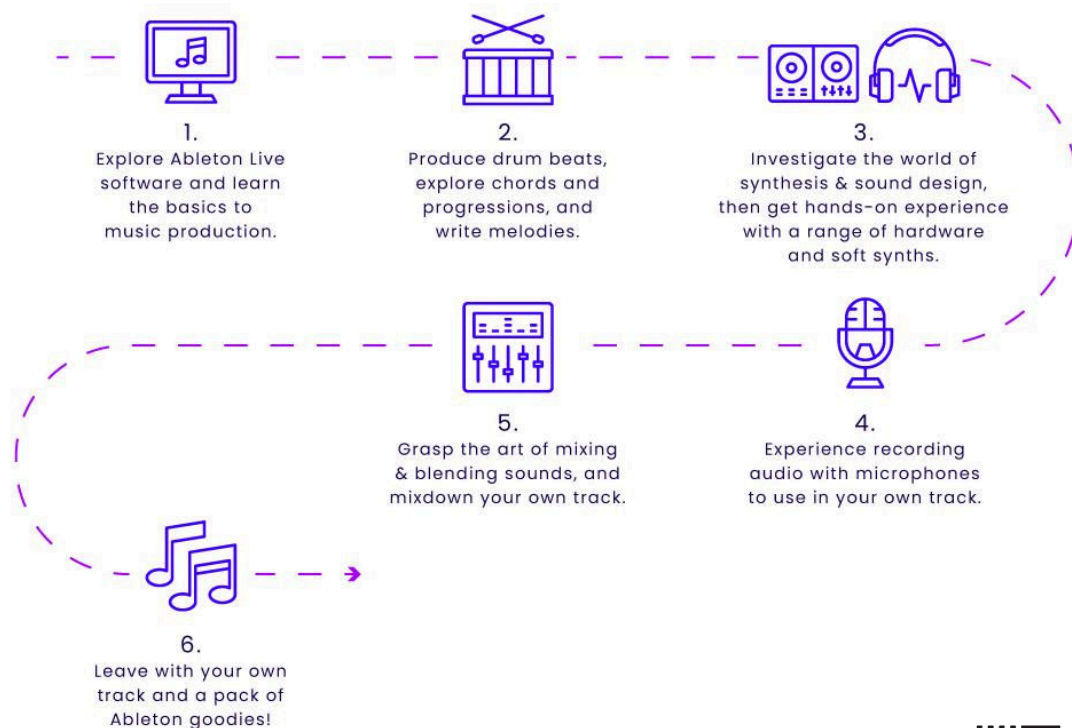 1.
Explore Ableton Live
software and learn
the basics to
music production.
2.
Produce drum beats,
explore chords and
progressions, and
write melodies.
3.
Investigate the world of
synthesis & sound design,
then get hands-on experience
with a range of hardware
and soft synths.
4.
Experience recording
audio with microphones
to use in your own track.
5.
Grasp the art of mixing
& blending sounds, and
mixdown your own track.
6.
Leave with your own
track and a pack of
Ableton goodies!